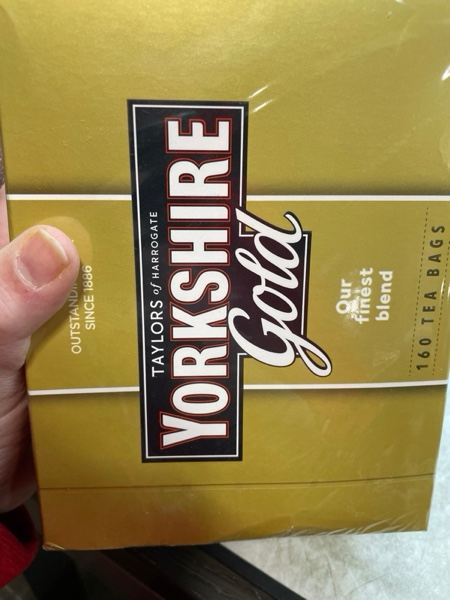 OUTSTANDI
SINCE 1886
TAYLORS of HARROGATE
YORKSHIRE
Gold
Our
finest
blend
160 TEA BAGS